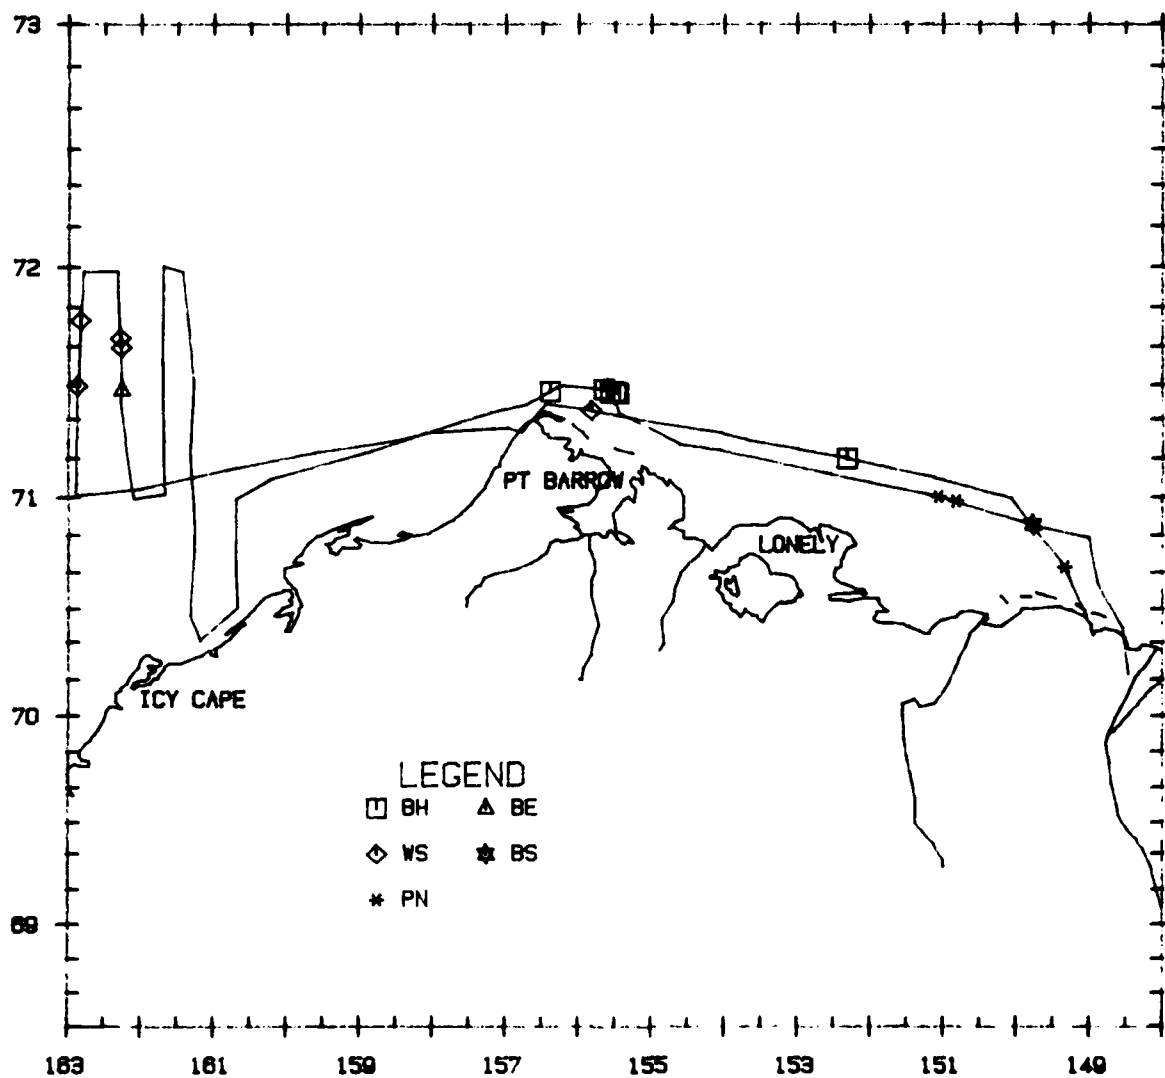 73
72
71
PT BARROW
LONELY
70
ICY CAPE
LEGEND
BH BE
WS BS
PN
69
163 161 159 157 155 153 151 149